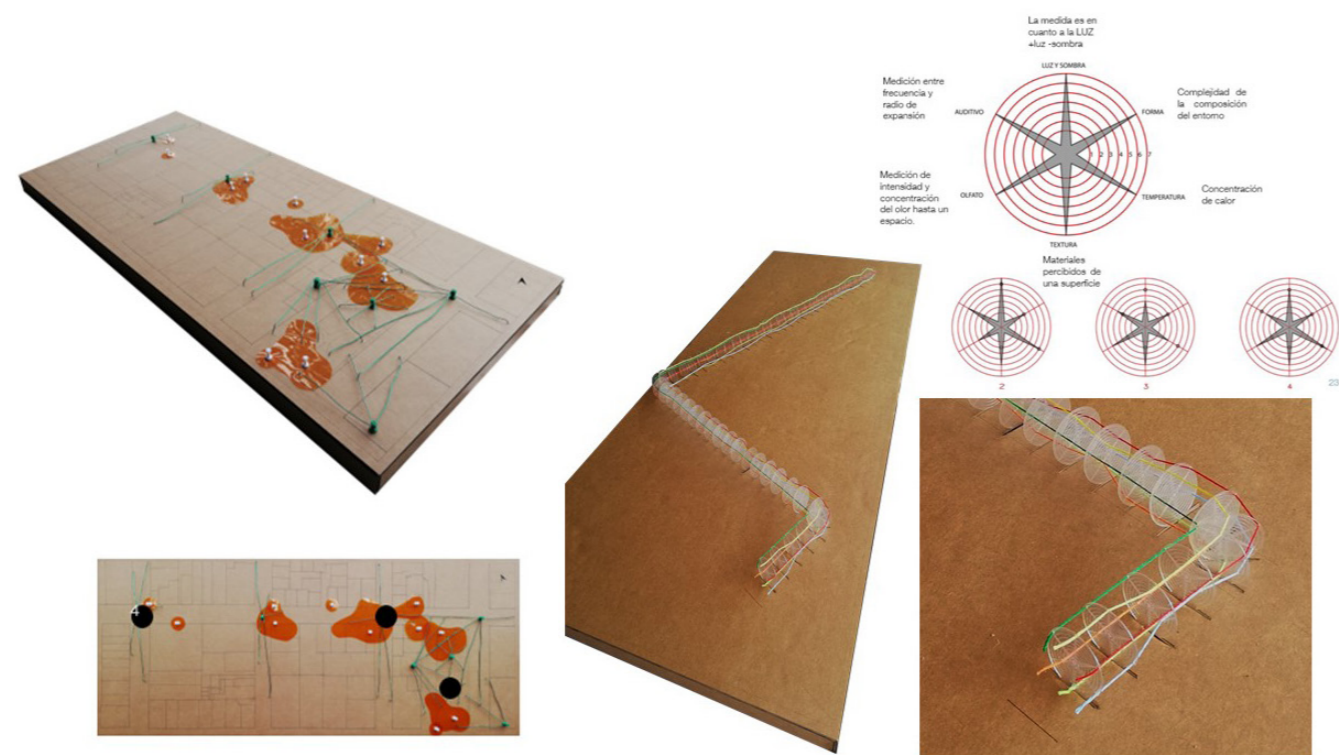 La medida es en
cuanto a la LUZ
+luz -sombra
LUZ Y SOMBRA
Medición entre
frecuencia y
radio de
expansión
AUDITIVO
FORMA
Complejidad de
la composición
del entorno
1 2 3 4 5 6 7
Medición de
intensidad y
concentración
del olor hasta un
espacio.
OLFATO
TEMPERATURA
Concentración
de calor
TEXTURA
Materiales
percibidos de
una superficie
2
3
4
23
4